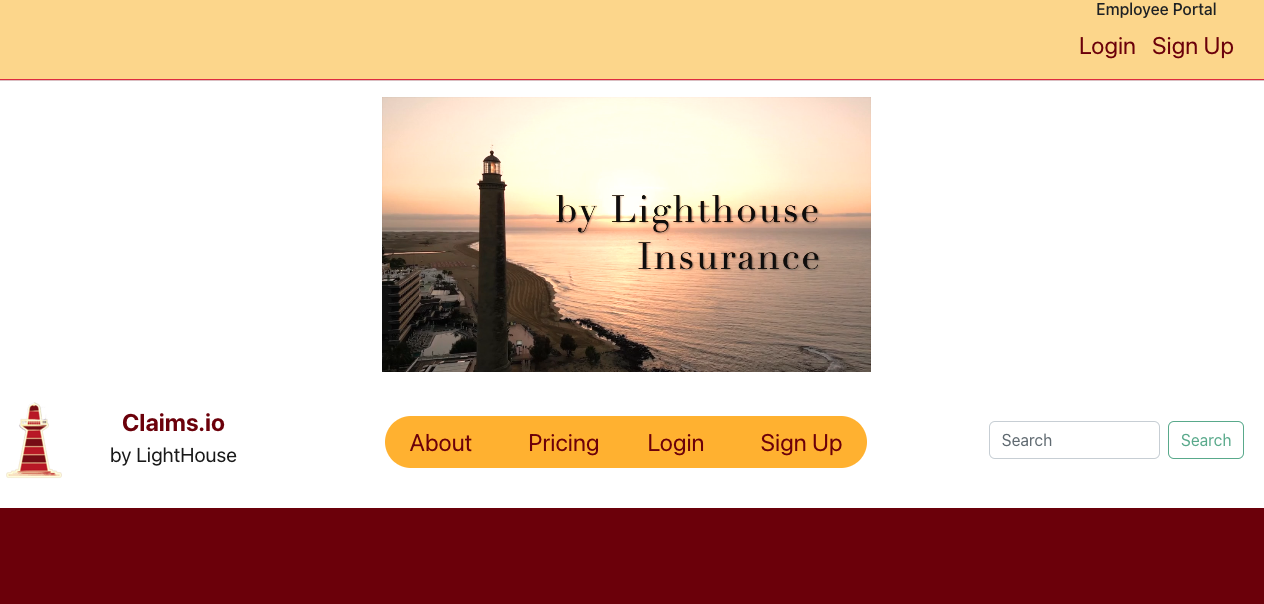 Employee Portal
Login Sign Up
by Lighthouse
Insurance
Claims.io
by LightHouse
About Pricing Login Sign Up
Search Search